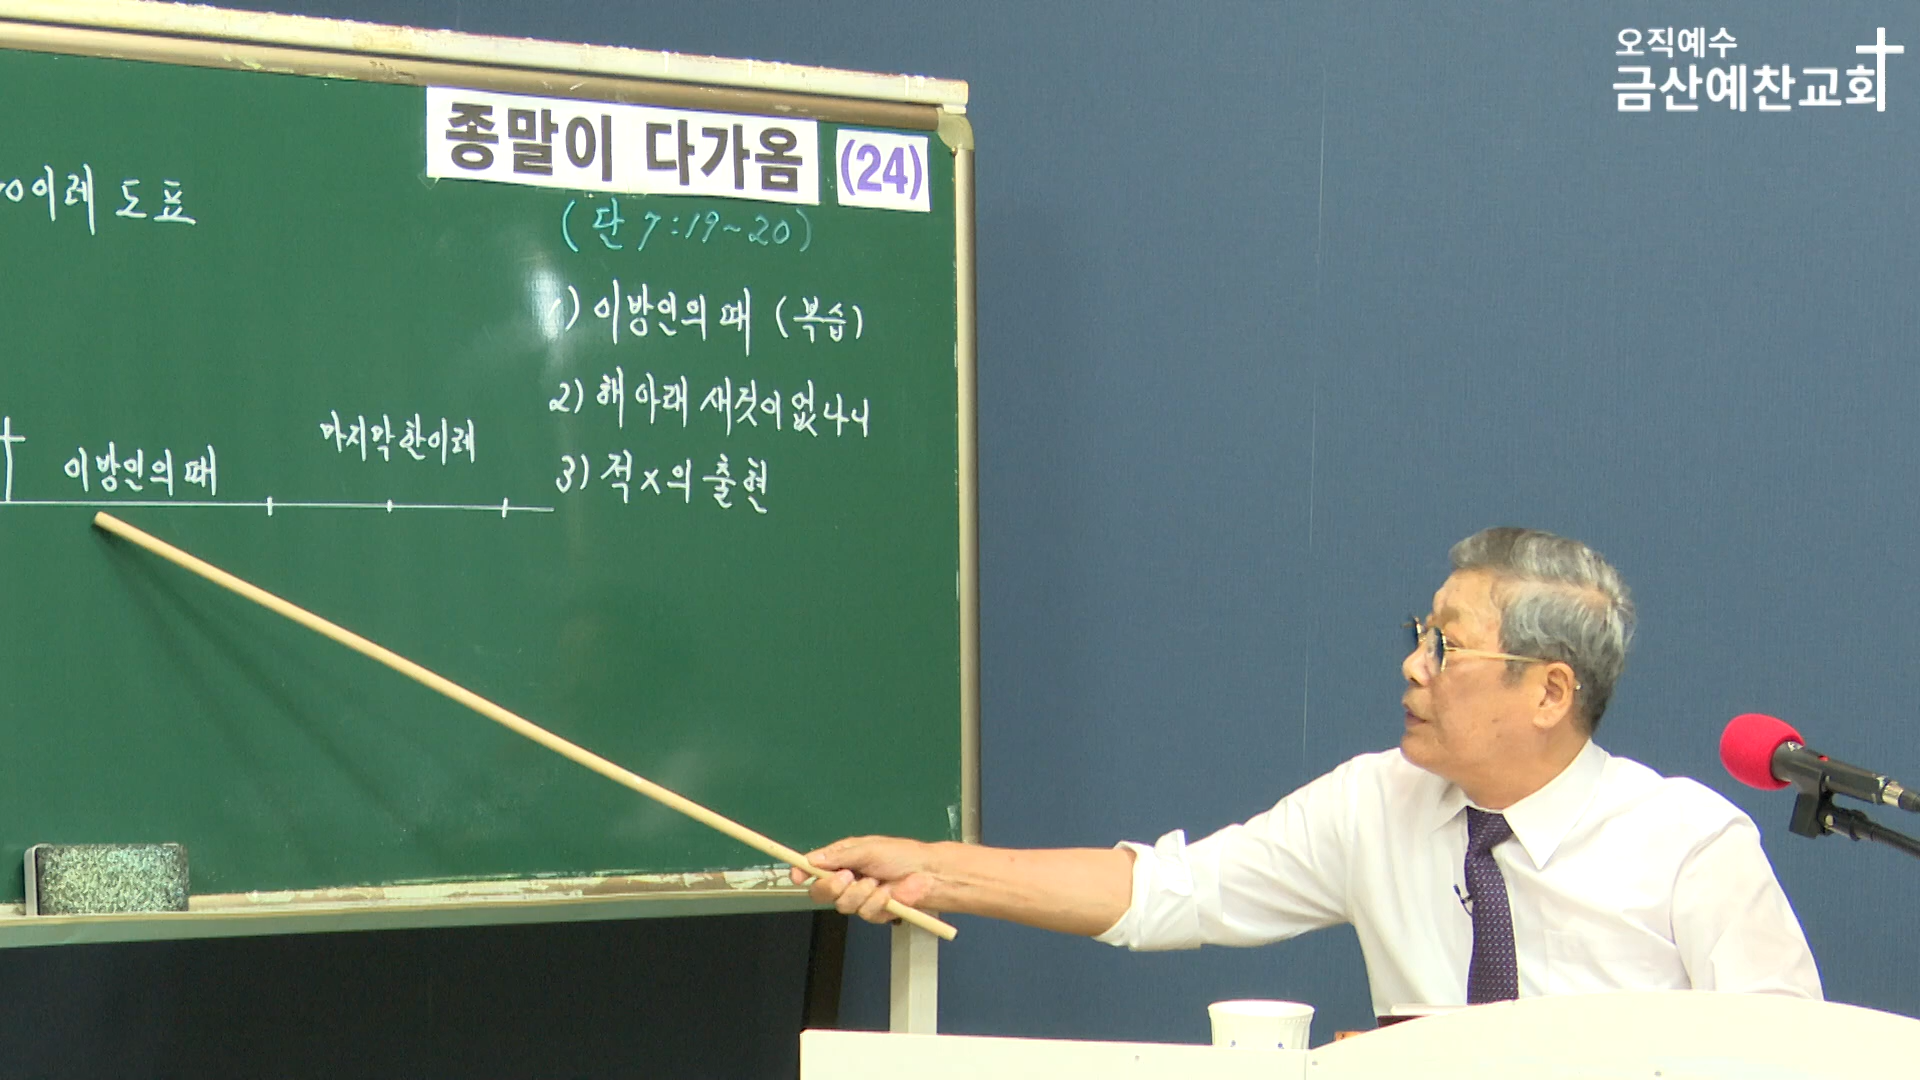 오직예수
금산예찬교회
종말이 다가옴 (24)
(단 7:19~20)
0이레 도표
1) 이방인의 때 (복습)
2) 해 아래 새것이 없나니
3) 적x의 출현
이방인의 때
마지막 한이레